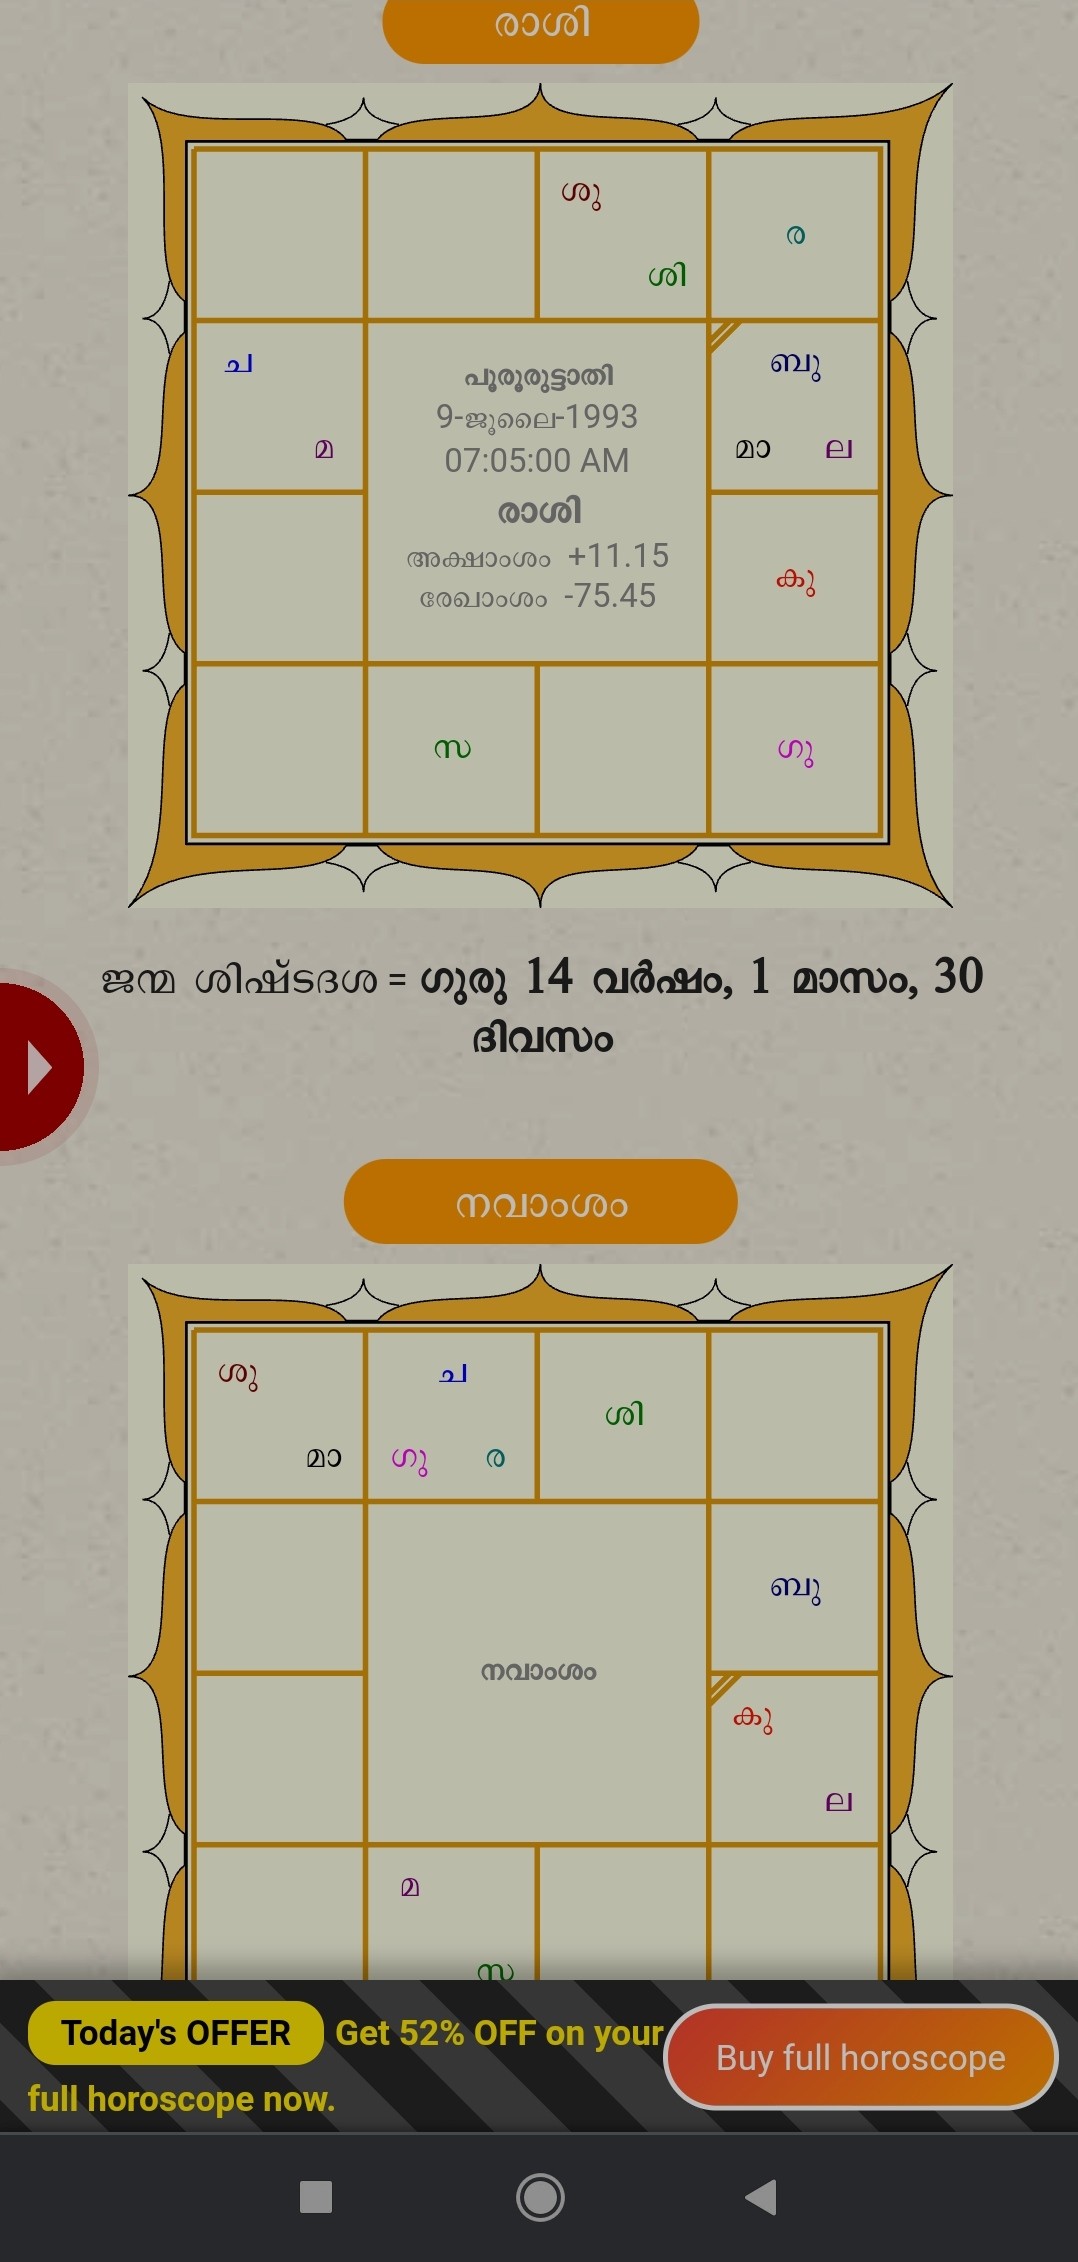 രാശി
ശു
ര
ശി
ച
ബു
പൂരൂരുട്ടാതി
9-ജൂലൈ-1993
മ
മാ ല
07:05:00 AM
രാശി
അക്ഷാംശം +11.15
കു
രേഖാംശം -75.45
സ
ഗു
ജന്മ ശിഷ്ടദശ = ഗുരു 14 വർഷം, 1 മാസം, 30
ദിവസം
നവാംശം
ശു
ച
ശി
മാ
ഗു ര
ബു
നവാംശം
കു
ല
മ
സ
Today's OFFER Get 52% OFF on your
full horoscope now.
Buy full horoscope